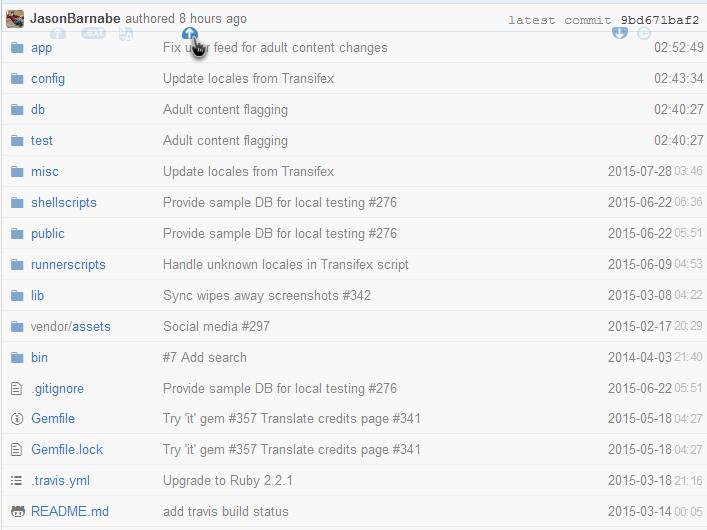 JasonBarnabe authored 8 hours ago latest commit 9bd671baf2
app Fix user feed for adult content changes 02:52:49
config Update locales from Transifex 02:43:34
db Adult content flagging 02:40:27
test Adult content flagging 02:40:27
misc Update locales from Transifex 2015-07-28 03:46
shellscripts Provide sample DB for local testing #276 2015-06-22 06:36
public Provide sample DB for local testing #276 2015-06-22 05:51
runnerscripts Handle unknown locales in Transifex script 2015-06-09 04:53
lib Sync wipes away screenshots #342 2015-03-08 04:22
vendor/assets Social media #297 2015-02-17 20:29
bin #7 Add search 2014-04-03 21:40
.gitignore Provide sample DB for local testing #276 2015-06-22 05:51
Gemfile Try 'it' gem #357 Translate credits page #341 2015-05-18 04:27
Gemfile.lock Try 'it' gem #357 Translate credits page #341 2015-05-18 04:27
.travis.yml Upgrade to Ruby 2.2.1 2015-03-18 21:16
README.md add travis build status 2015-03-14 00:05